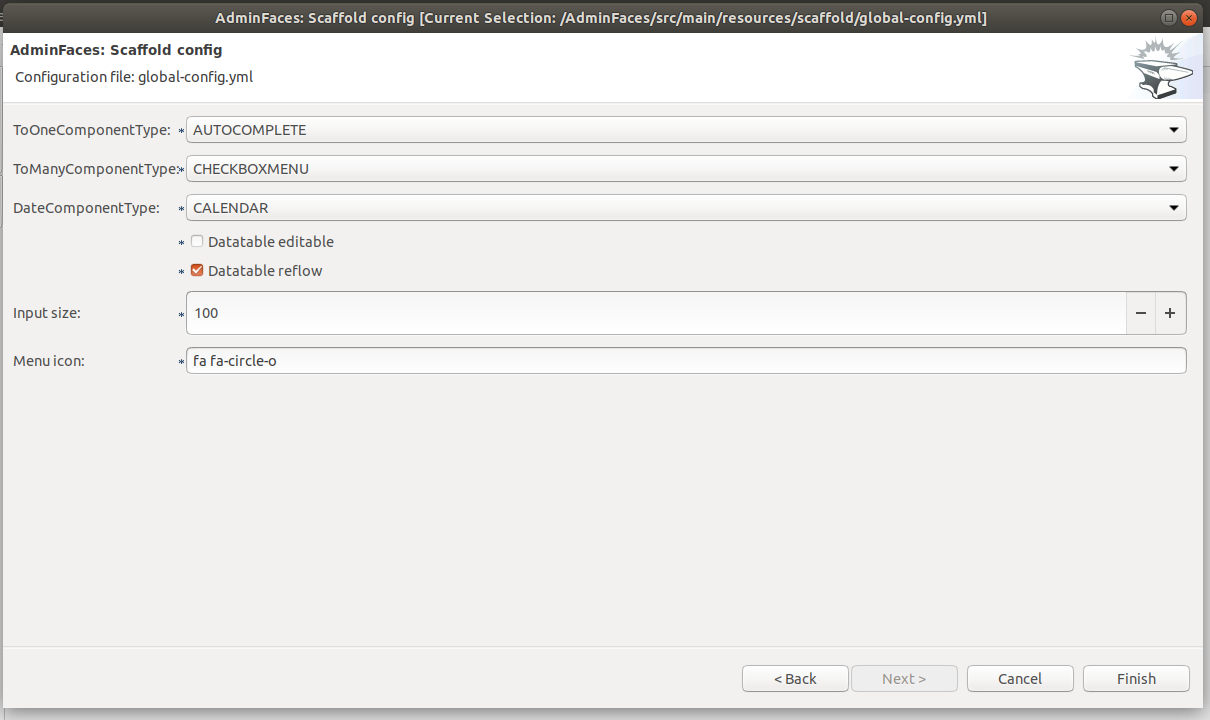 AdminFaces: Scaffold config [Current Selection: /AdminFaces/src/main/resources/scaffold/global-config.yml]
AdminFaces: Scaffold config
Configuration file: global-config.yml
ToOneComponentType: * AUTOCOMPLETE
ToManyComponentType:* CHECKBOXMENU
DateComponentType: * CALENDAR
* Datatable editable
* Datatable reflow
Input size: * 100 − +
Menu icon: * fa fa-circle-o
< Back Next > Cancel Finish